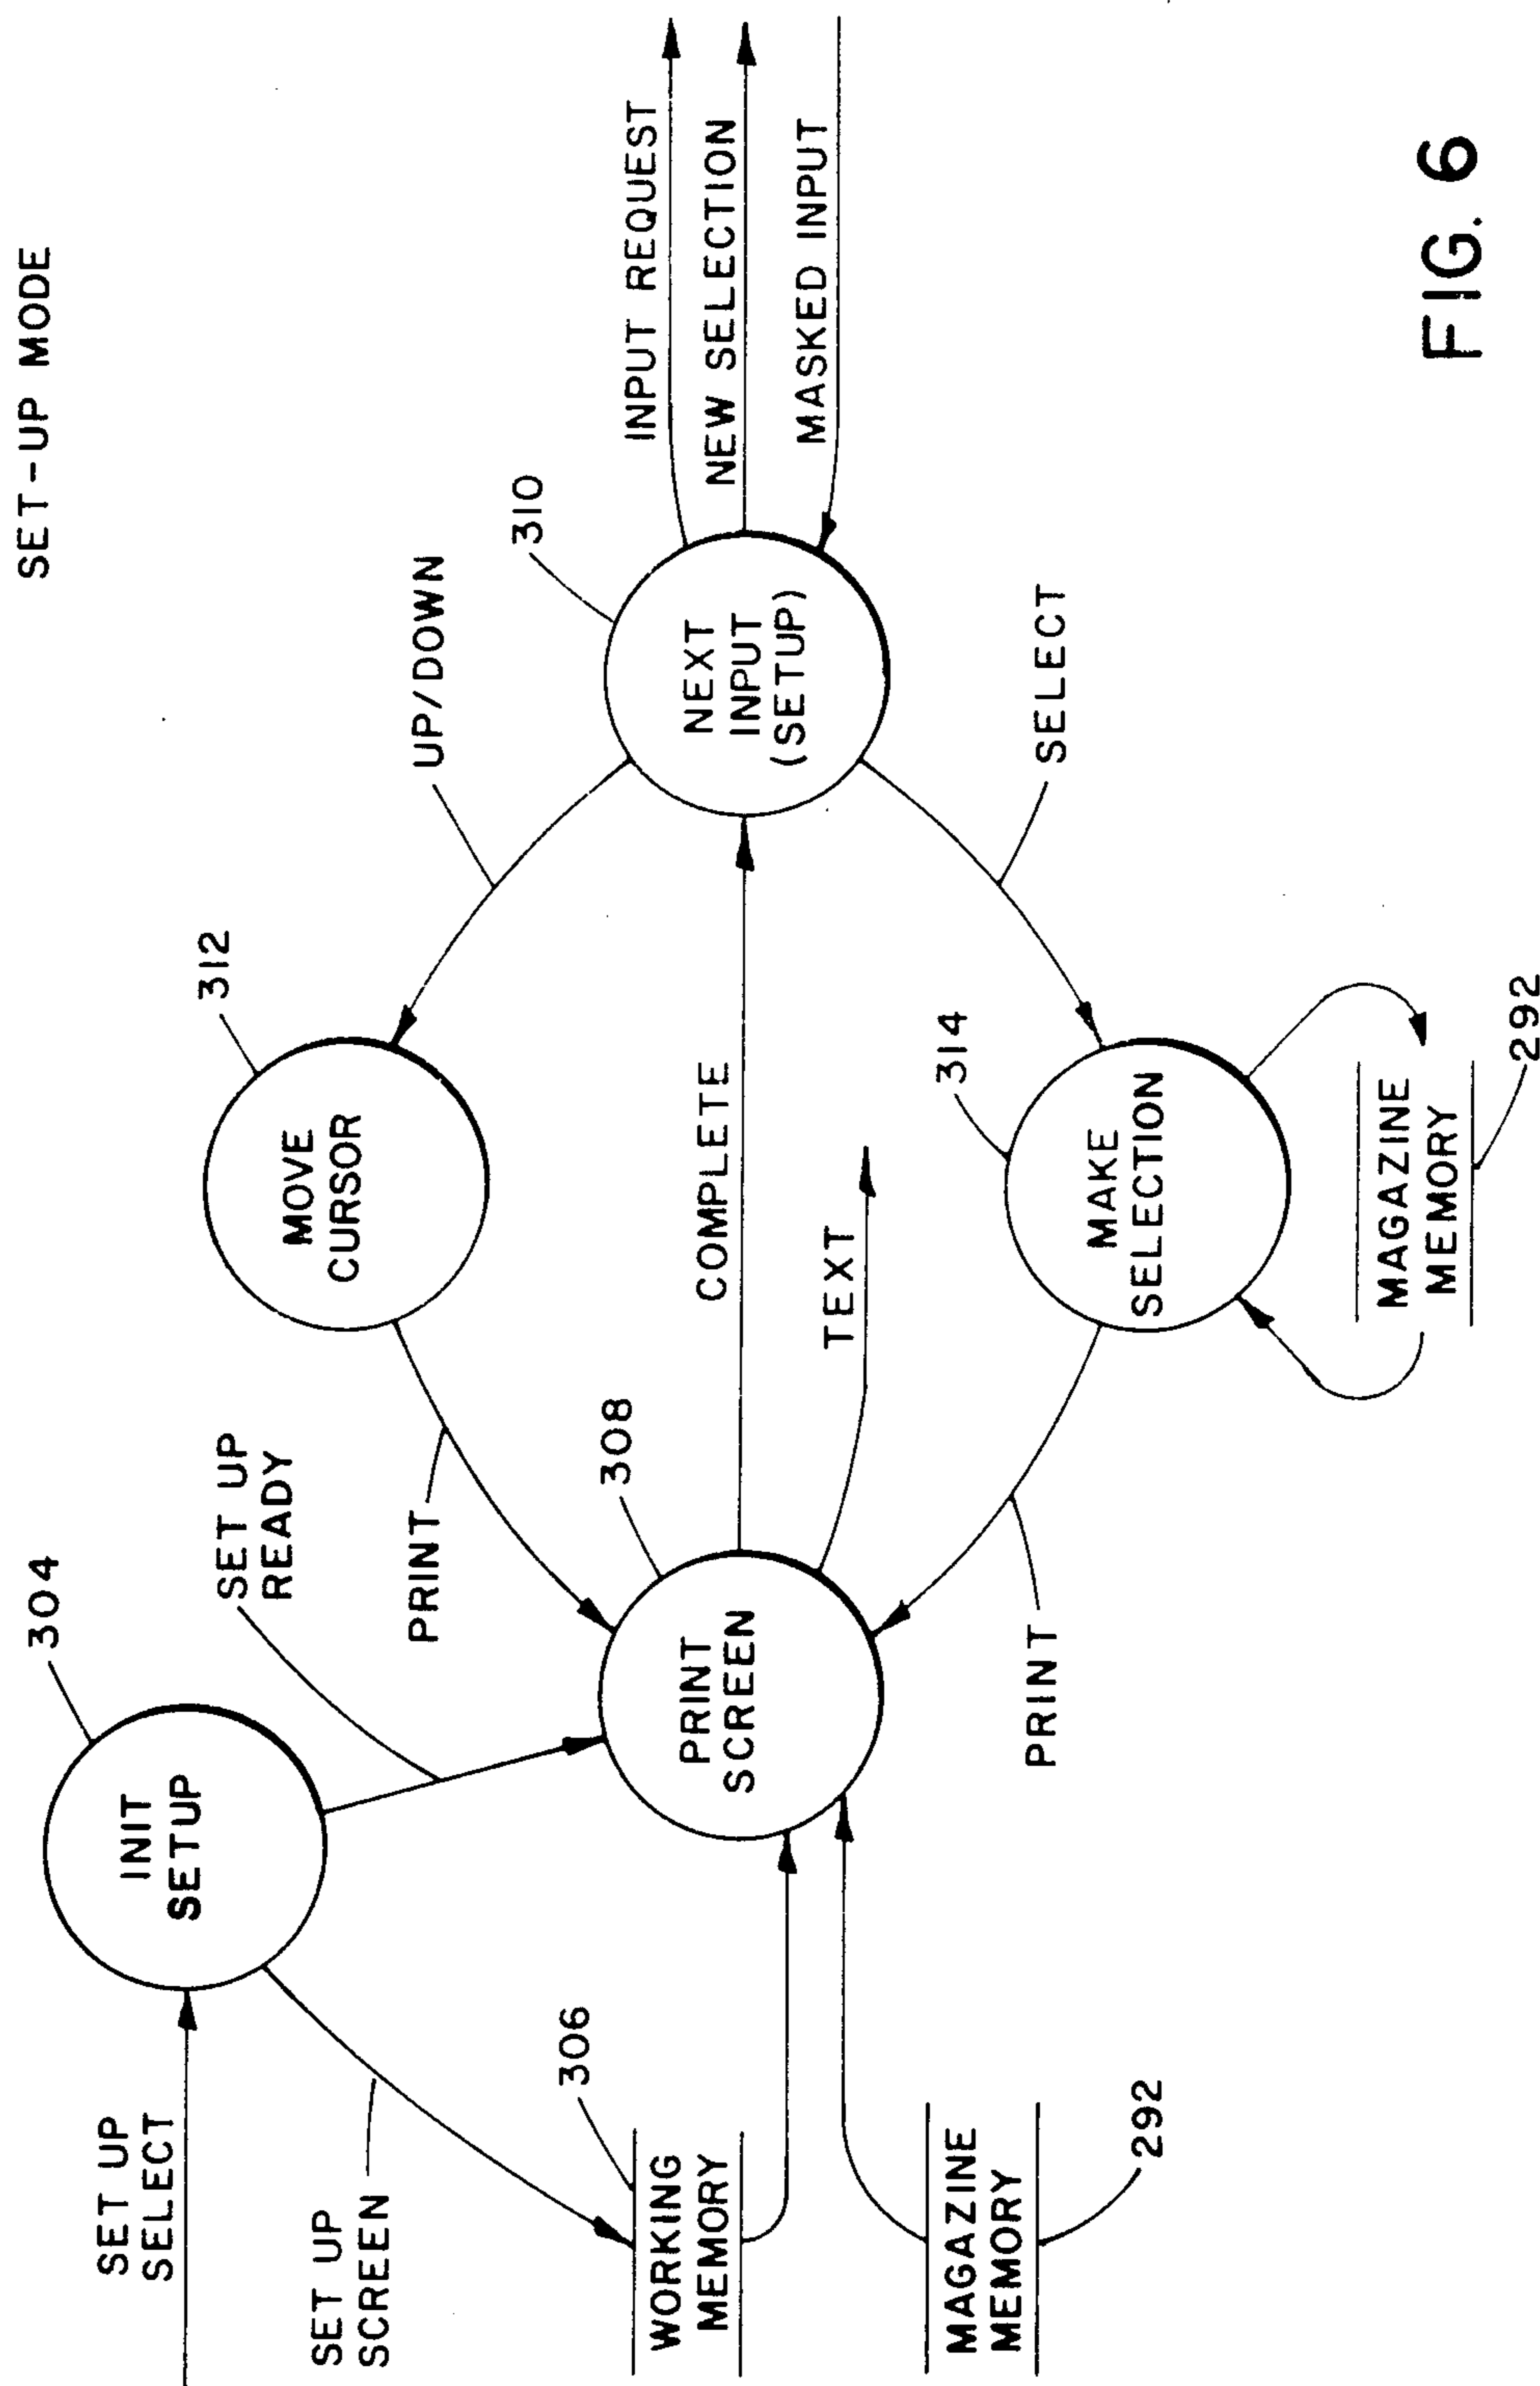 SET-UP MODE
SET UP
SELECT
304
INIT
SETUP
SET UP
READY
SET UP
SCREEN
312
MOVE
CURSOR
UP/DOWN
PRINT
306
WORKING
MEMORY
308
PRINT
SCREEN
COMPLETE
TEXT
310
NEXT
INPUT
(SETUP)
INPUT REQUEST
NEW SELECTION
MASKED INPUT
MAGAZINE
MEMORY
292
PRINT
314
MAKE
SELECTION
SELECT
MAGAZINE
MEMORY
292
FIG. 6